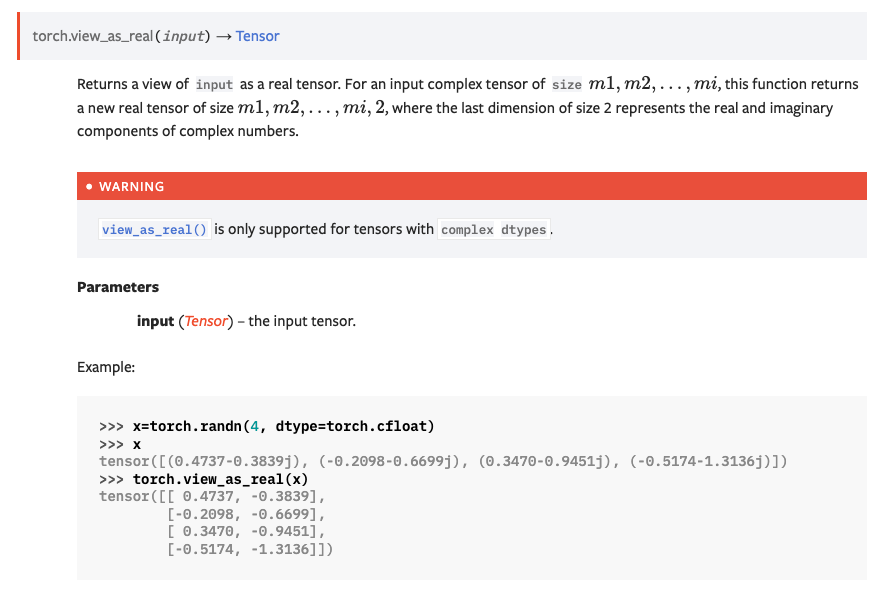 torch.view_as_real(input) → Tensor
Returns a view of input as a real tensor. For an input complex tensor of size m1, m2, . . . , mi, this function returns
a new real tensor of size m1, m2, . . . , mi, 2, where the last dimension of size 2 represents the real and imaginary
components of complex numbers.
• WARNING
view_as_real() is only supported for tensors with complex dtypes.
Parameters
input (Tensor) – the input tensor.
Example:
>>> x=torch.randn(4, dtype=torch.cfloat)
>>> x
tensor([(0.4737-0.3839j), (-0.2098-0.6699j), (0.3470-0.9451j), (-0.5174-1.3136j)])
>>> torch.view_as_real(x)
tensor([[ 0.4737, -0.3839],
        [-0.2098, -0.6699],
        [ 0.3470, -0.9451],
        [-0.5174, -1.3136]])